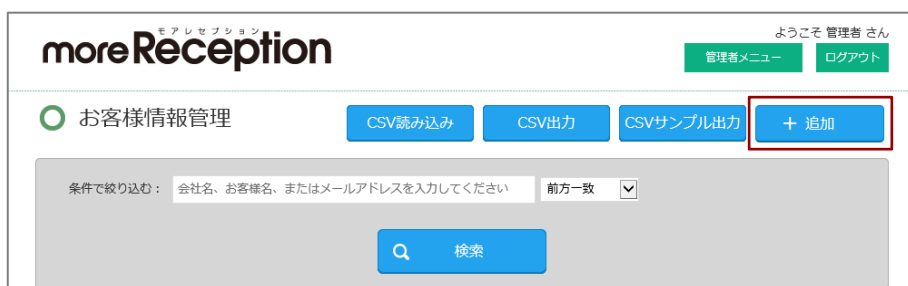 モアレセプション
moreReception
ようこそ 管理者 さん
管理者メニュー ログアウト
お客様情報管理
CSV読み込み CSV出力 CSVサンプル出力 + 追加
条件で絞り込む： 会社名、お客様名、またはメールアドレスを入力してください 前方一致
検索